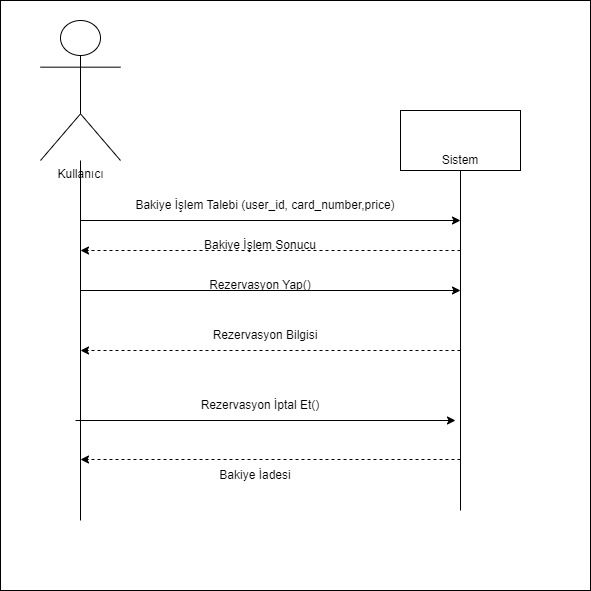 Sistem
Kullanıcı
Bakiye İşlem Talebi (user_id, card_number,price)
Bakiye İşlem Sonucu
Rezervasyon Yap()
Rezervasyon Bilgisi
Rezervasyon İptal Et()
Bakiye İadesi